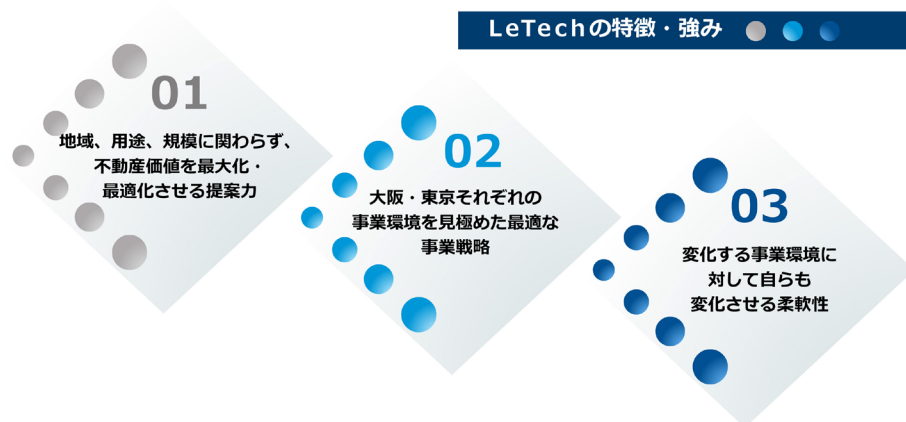 LeTechの特徴・強み
01
地域、用途、規模に関わらず、
不動産価値を最大化・
最適化させる提案力
02
大阪・東京それぞれの
事業環境を見極めた最適な
事業戦略
03
変化する事業環境に
対して自らも
変化させる柔軟性